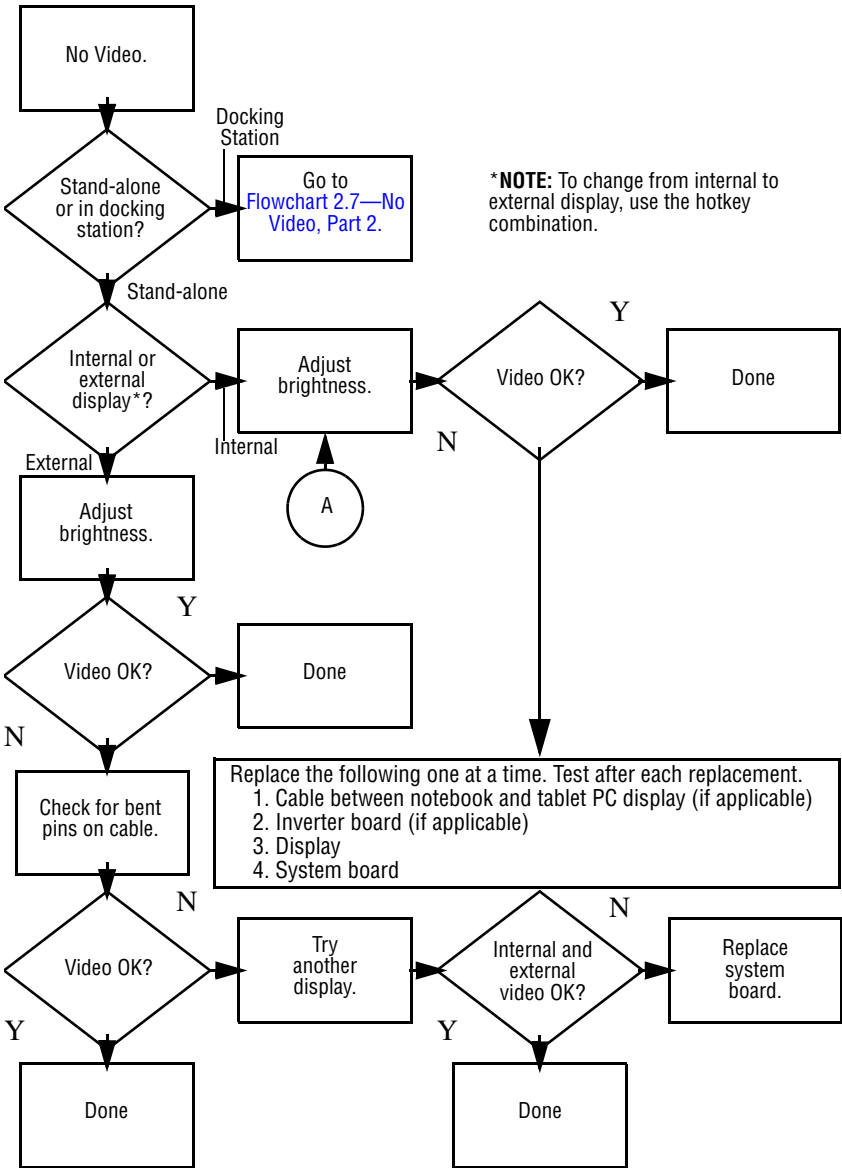 No Video.
Docking
Station
Stand-alone
or in docking
station?
Go to
Flowchart 2.7—No
Video, Part 2.
*NOTE: To change from internal to
external display, use the hotkey
combination.
Stand-alone
Internal or
external
display*?
Internal
Adjust
brightness.
A
Video OK?
Y
Done
N
External
Adjust
brightness.
Video OK?
Y
Done
N
Check for bent
pins on cable.
Replace the following one at a time. Test after each replacement.
1. Cable between notebook and tablet PC display (if applicable)
2. Inverter board (if applicable)
3. Display
4. System board
Video OK?
N
Try
another
display.
Internal and
external
video OK?
N
Replace
system
board.
Y
Done
Y
Done